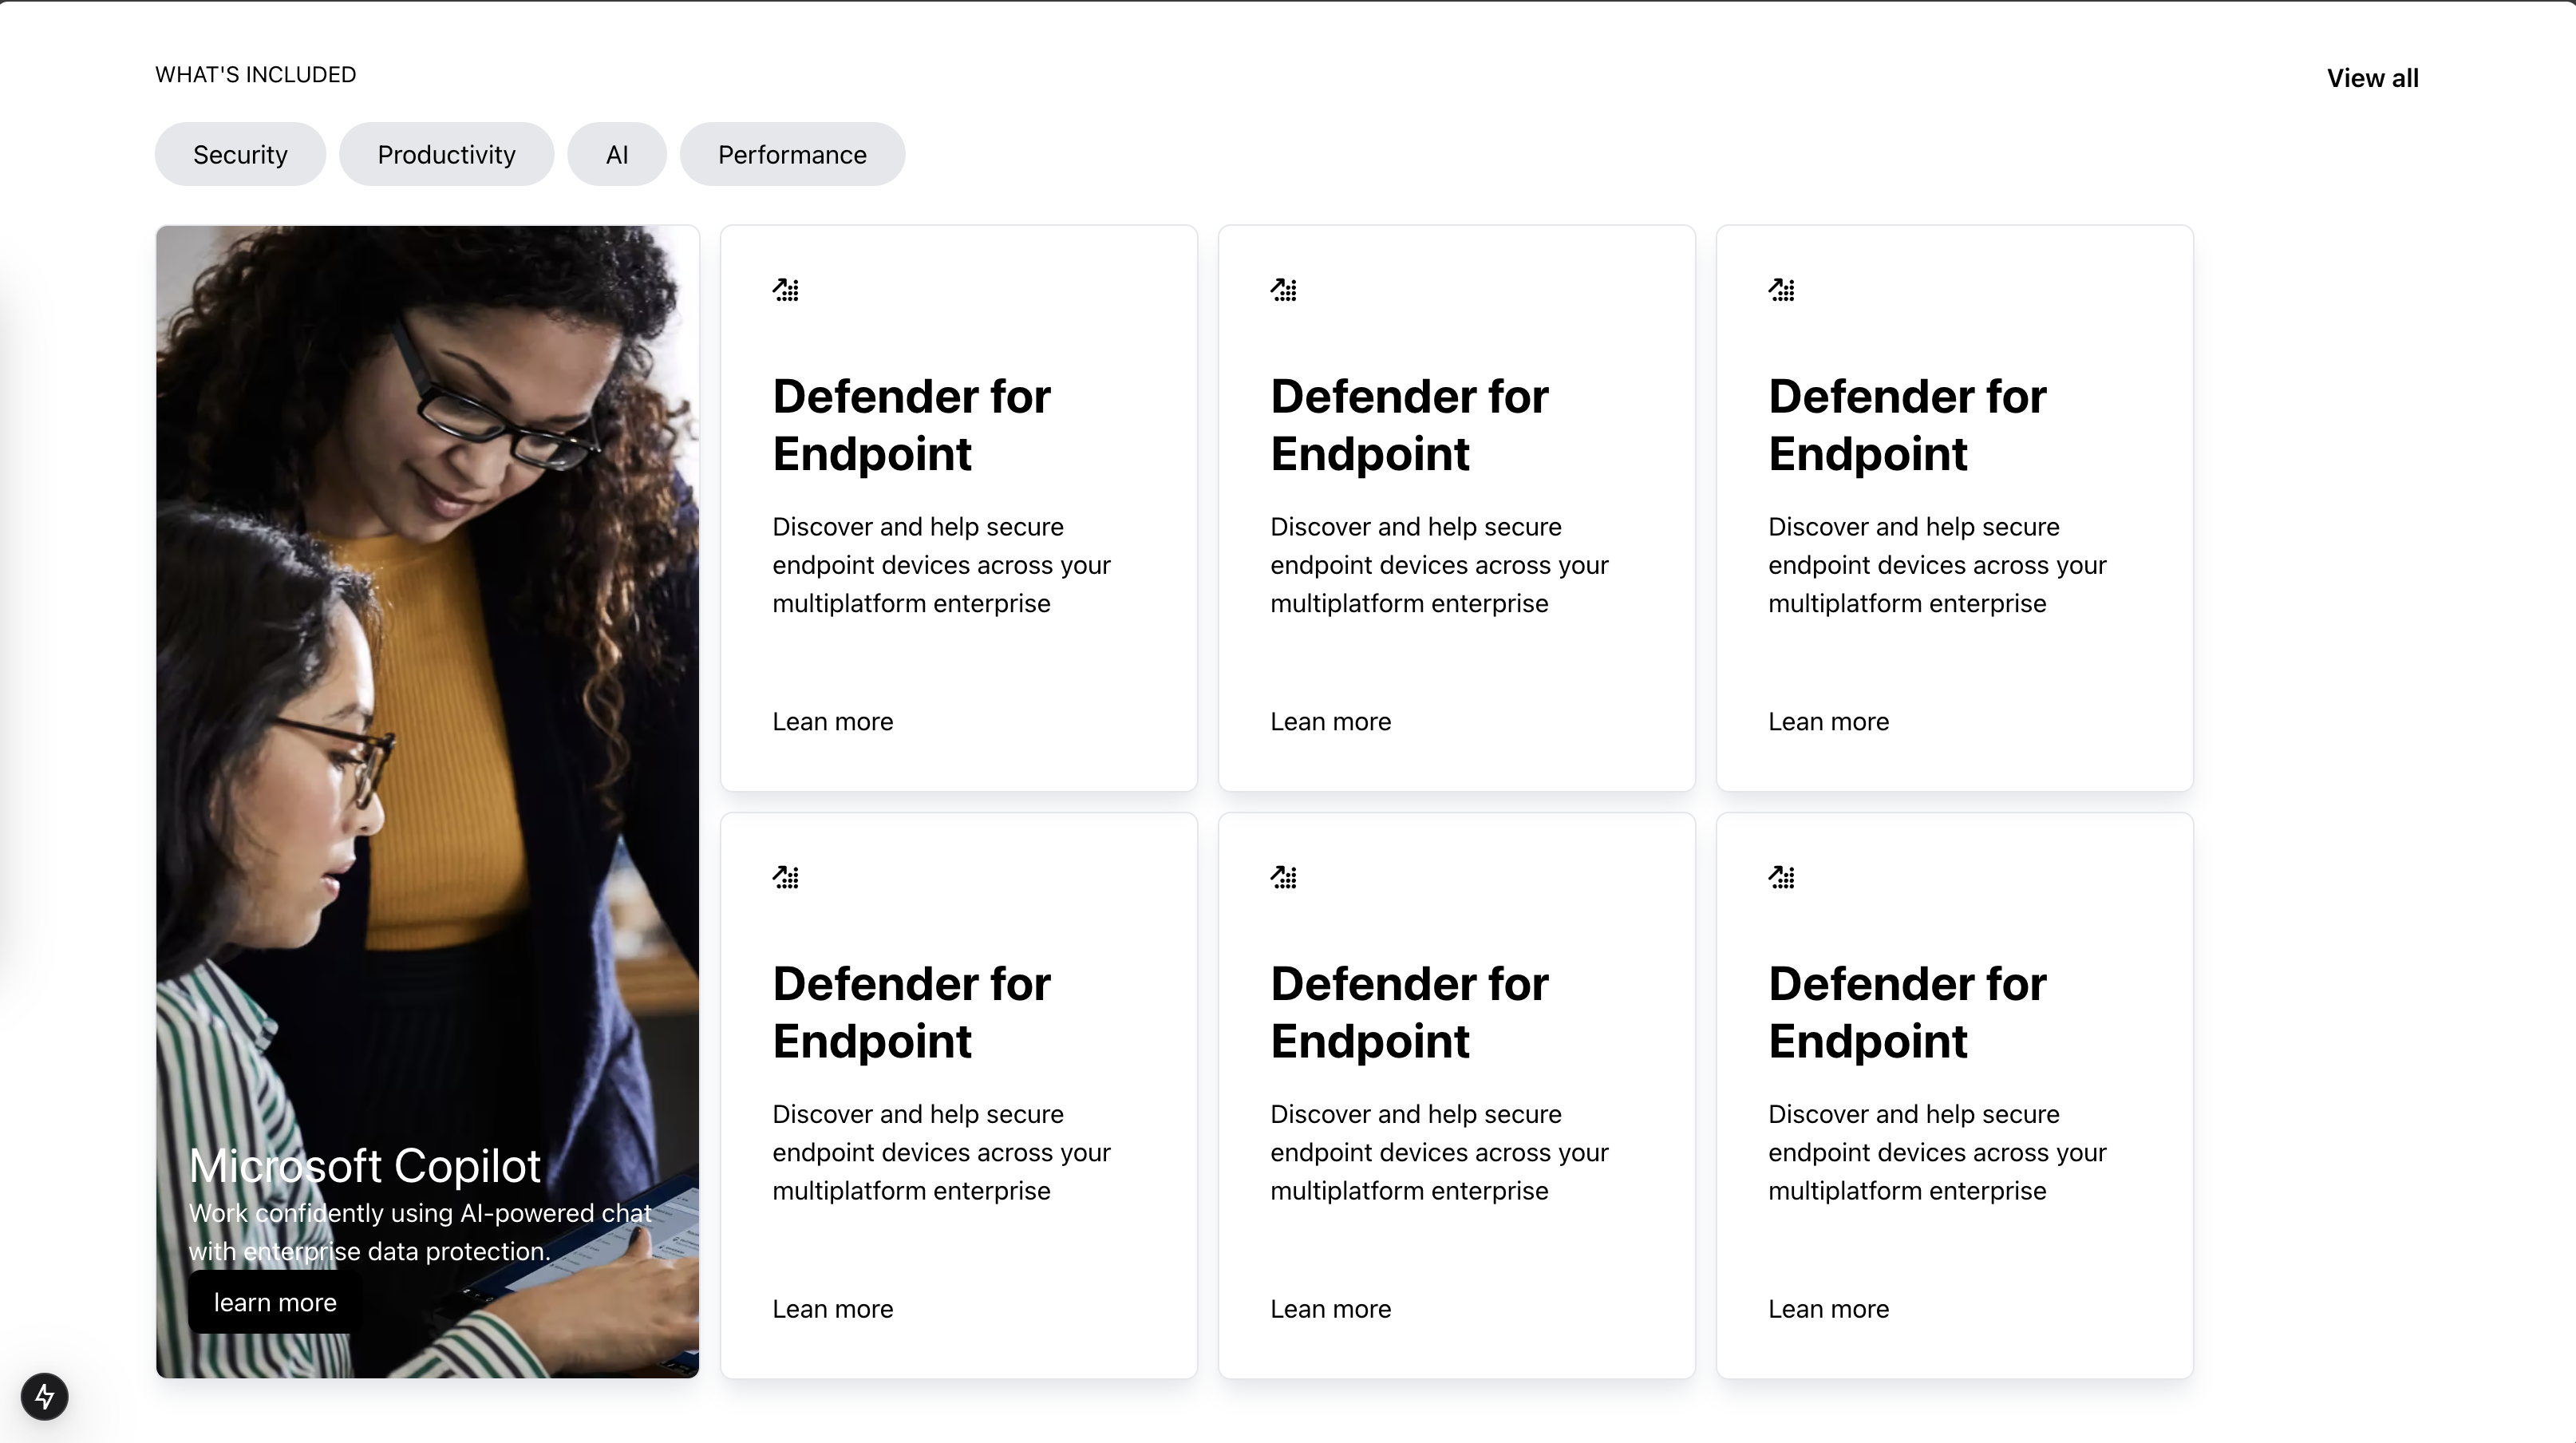 WHAT'S INCLUDED
View all
Security
Productivity
AI
Performance
Microsoft Copilot
Work confidently using AI-powered chat
with enterprise data protection.
learn more
Defender for
Endpoint
Discover and help secure
endpoint devices across your
multiplatform enterprise
Lean more
Defender for
Endpoint
Discover and help secure
endpoint devices across your
multiplatform enterprise
Lean more
Defender for
Endpoint
Discover and help secure
endpoint devices across your
multiplatform enterprise
Lean more
Defender for
Endpoint
Discover and help secure
endpoint devices across your
multiplatform enterprise
Lean more
Defender for
Endpoint
Discover and help secure
endpoint devices across your
multiplatform enterprise
Lean more
Defender for
Endpoint
Discover and help secure
endpoint devices across your
multiplatform enterprise
Lean more